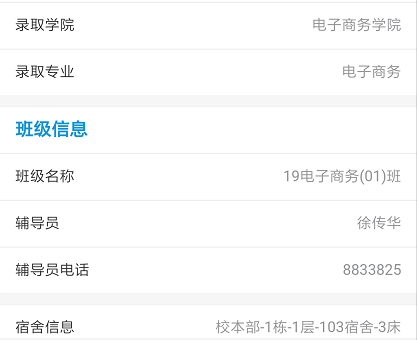 录取学院 电子商务学院
录取专业 电子商务
班级信息
班级名称 19电子商务(01)班
辅导员 徐传华
辅导员电话 8833825
宿舍信息 校本部-1栋-1层-103宿舍-3床